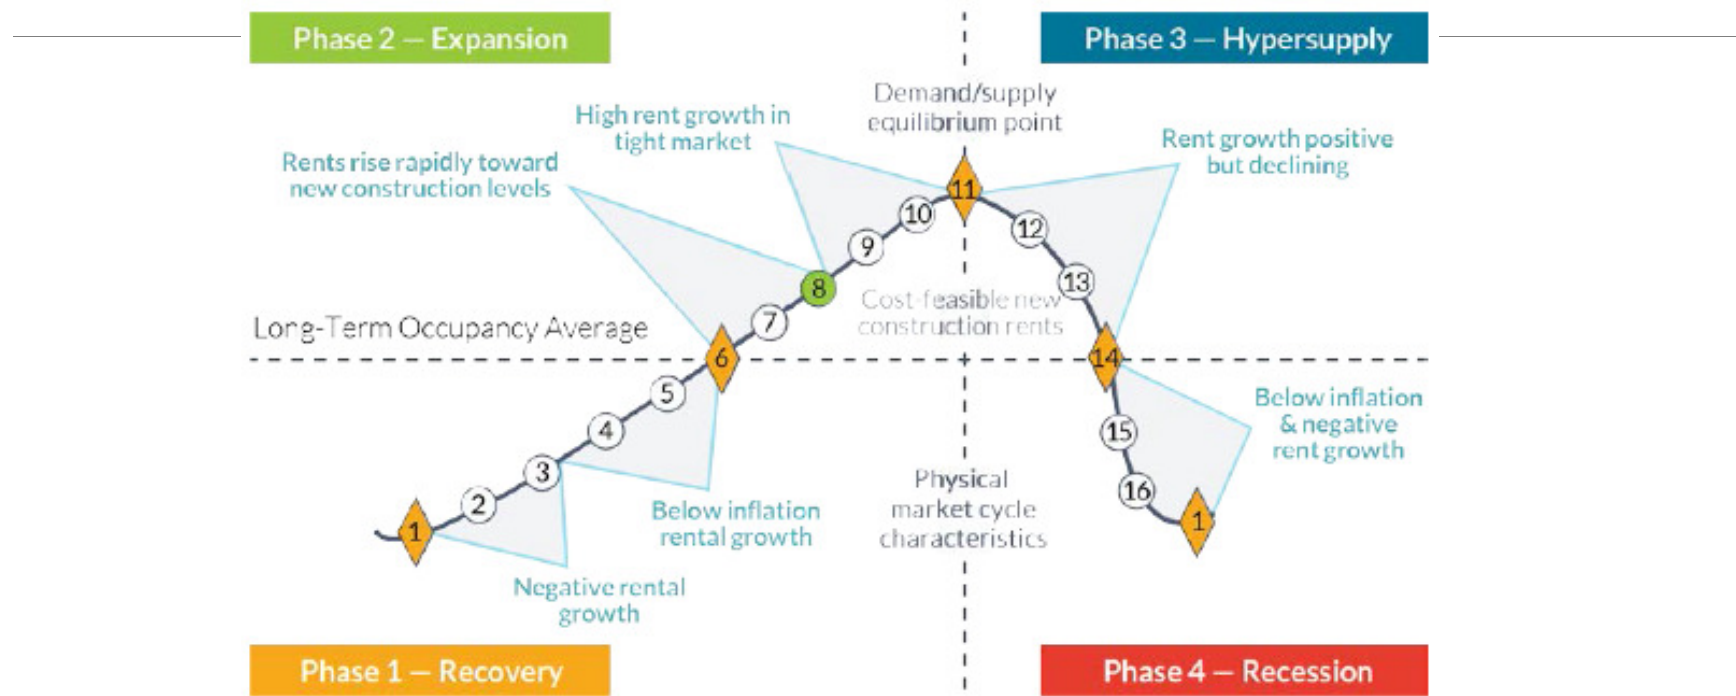 Phase 2 — Expansion
Phase 3 — Hypersupply
Demand/supply
equilibrium point
High rent growth in
tight market
Rent growth positive
but declining
Rents rise rapidly toward
new construction levels
11
10
12
9
13
8
Cost-feasible new
construction rents
7
Long-Term Occupancy Average
6
14
5
Below inflation
& negative
rent growth
4
15
3
Physical
market cycle
characteristics
16
2
1
1
Below inflation
rental growth
Negative rental
growth
Phase 1 — Recovery
Phase 4 — Recession